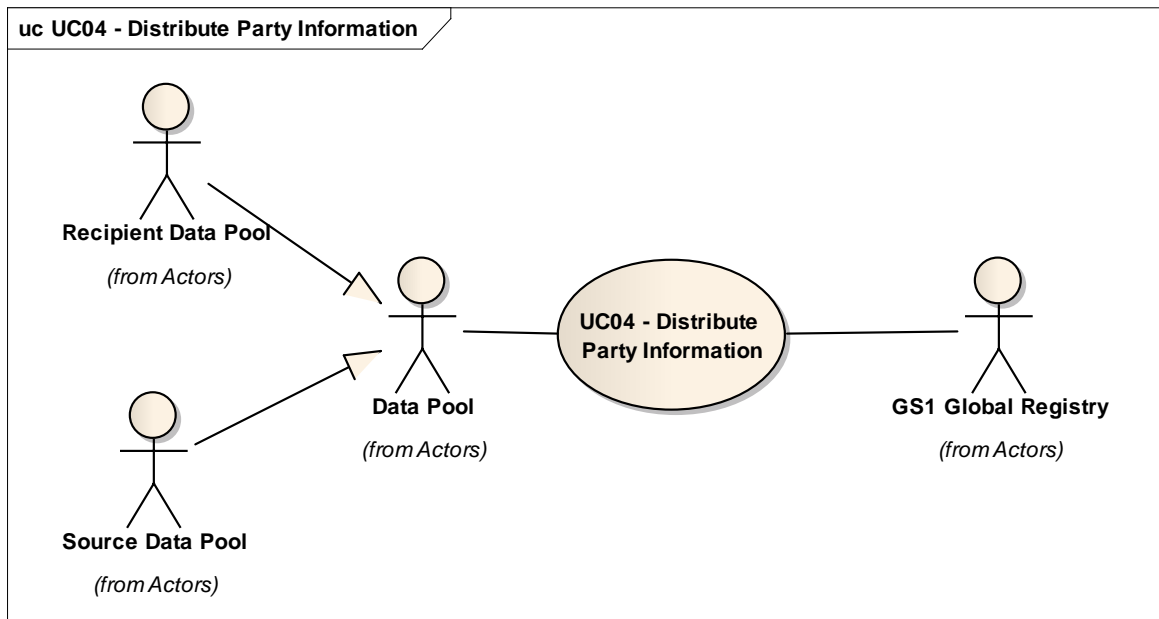 uc UC04 - Distribute Party Information
Recipient Data Pool
(from Actors)
Data Pool
(from Actors)
UC04 - Distribute
Party Information
GS1 Global Registry
(from Actors)
Source Data Pool
(from Actors)